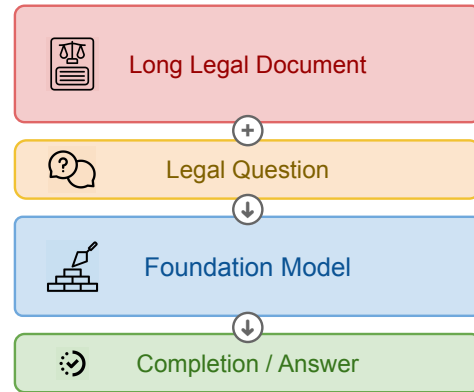 Long Legal Document
+
Legal Question
Foundation Model
Completion / Answer